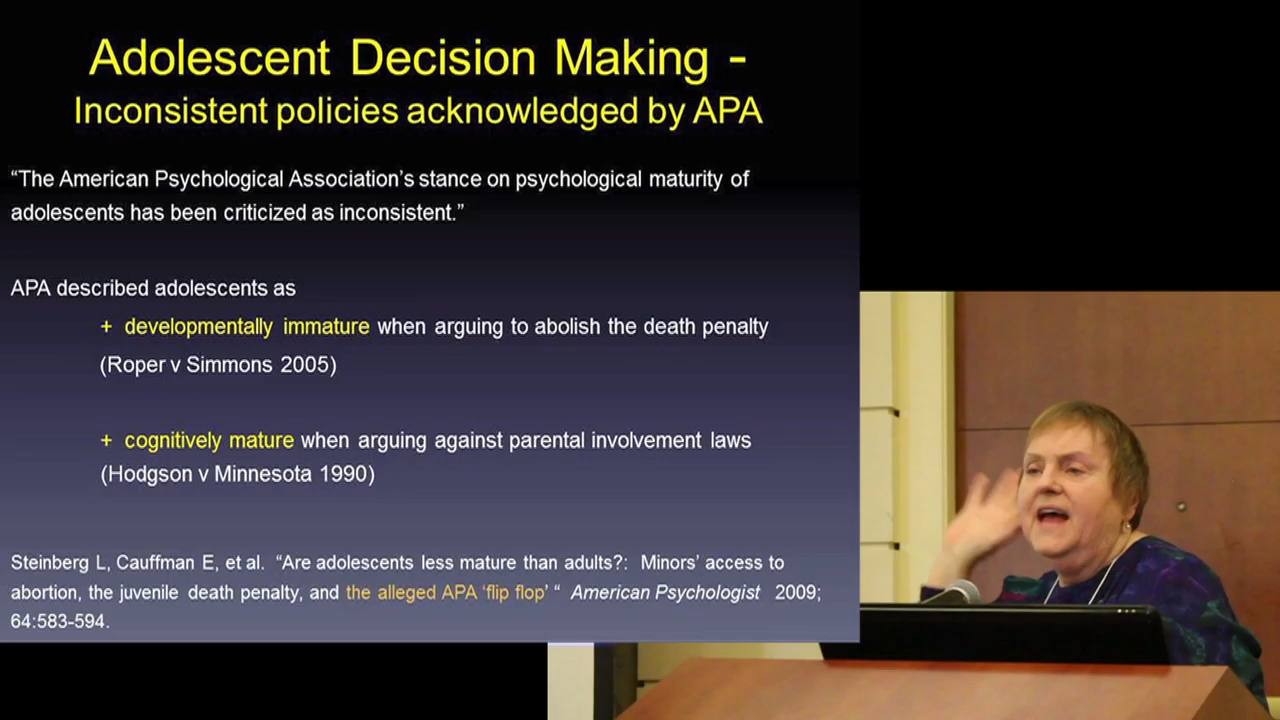 Adolescent Decision Making -
Inconsistent policies acknowledged by APA
“The American Psychological Association’s stance on psychological maturity of
adolescents has been criticized as inconsistent.”
APA described adolescents as
+ developmentally immature when arguing to abolish the death penalty
(Roper v Simmons 2005)
+ cognitively mature when arguing against parental involvement laws
(Hodgson v Minnesota 1990)
Steinberg L, Cauffman E, et al. “Are adolescents less mature than adults?: Minors’ access to
abortion, the juvenile death penalty, and the alleged APA ‘flip flop’ “ American Psychologist 2009;
64:583-594.